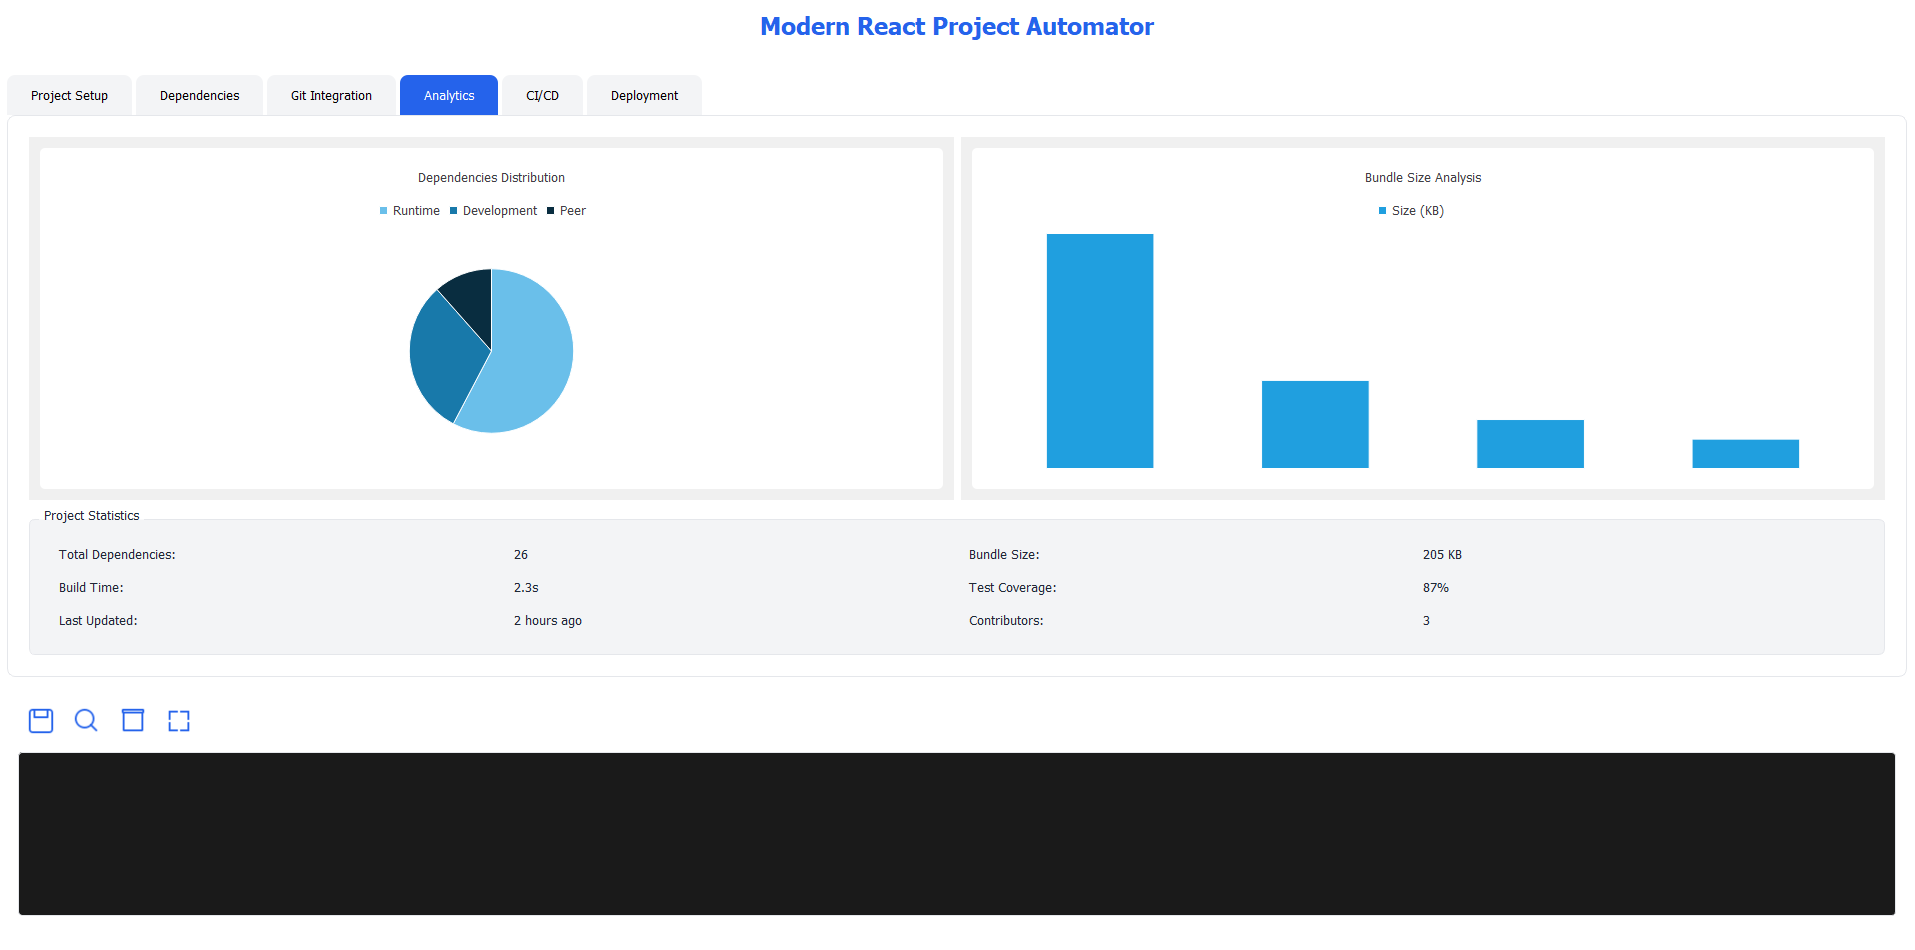 Modern React Project Automator
Project Setup
Dependencies
Git Integration
Analytics
CI/CD
Deployment
Dependencies Distribution
Runtime Development Peer
Bundle Size Analysis
Size (KB)
Project Statistics
Total Dependencies: 26 Bundle Size: 205 KB
Build Time: 2.3s Test Coverage: 87%
Last Updated: 2 hours ago Contributors: 3